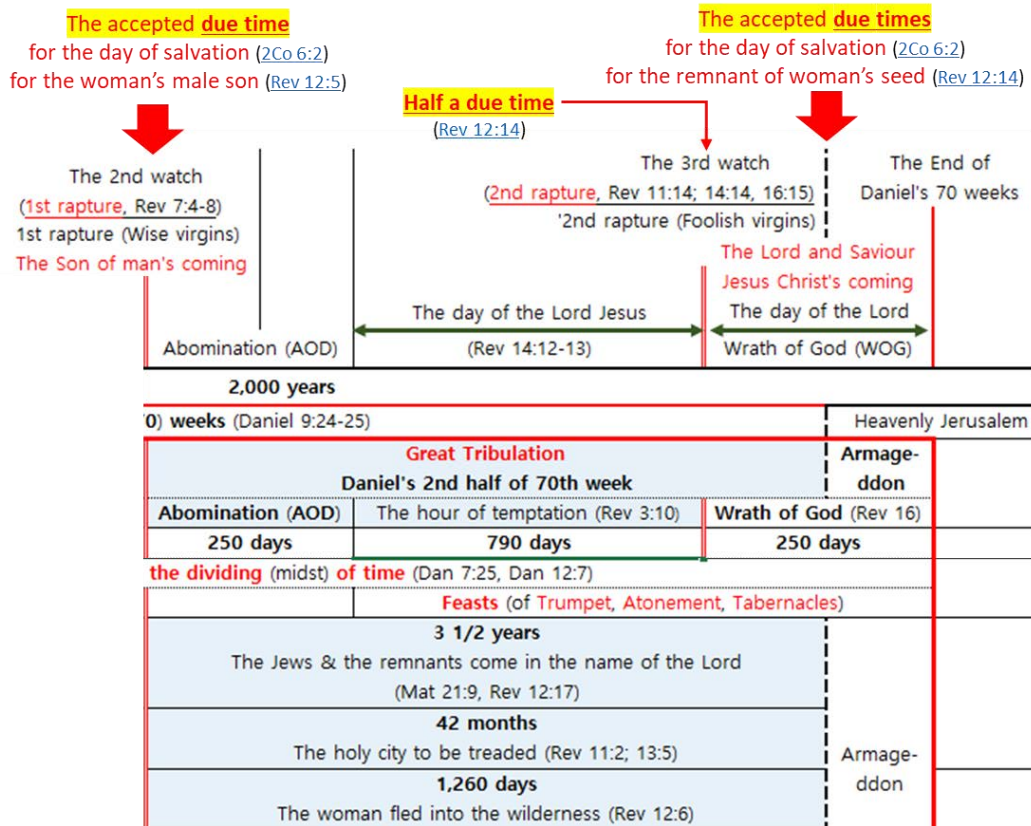 The accepted due time
for the day of salvation (2Co 6:2)
for the woman's male son (Rev 12:5)
The accepted due times
for the day of salvation (2Co 6:2)
for the remnant of woman's seed (Rev 12:14)
Half a due time
(Rev 12:14)
The 2nd watch
(1st rapture, Rev 7:4-8)
1st rapture (Wise virgins)
The Son of man's coming
The 3rd watch
(2nd rapture, Rev 11:14; 14:14, 16:15)
'2nd rapture (Foolish virgins)
The End of
Daniel's 70 weeks
The Lord and Saviour
Jesus Christ's coming
The day of the Lord Jesus
(Rev 14:12-13)
The day of the Lord
Wrath of God (WOG)
Abomination (AOD)
2,000 years
0) weeks (Daniel 9:24-25)
Heavenly Jerusalem
Great Tribulation
Daniel's 2nd half of 70th week
Armage-
ddon
Abomination (AOD)
The hour of temptation (Rev 3:10)
Wrath of God (Rev 16)
250 days
790 days
250 days
the dividing (midst) of time (Dan 7:25, Dan 12:7)
Feasts (of Trumpet, Atonement, Tabernacles)
3 1/2 years
The Jews & the remnants come in the name of the Lord
(Mat 21:9, Rev 12:17)
42 months
The holy city to be treaded (Rev 11:2; 13:5)
1,260 days
The woman fled into the wilderness (Rev 12:6)
Armage-
ddon